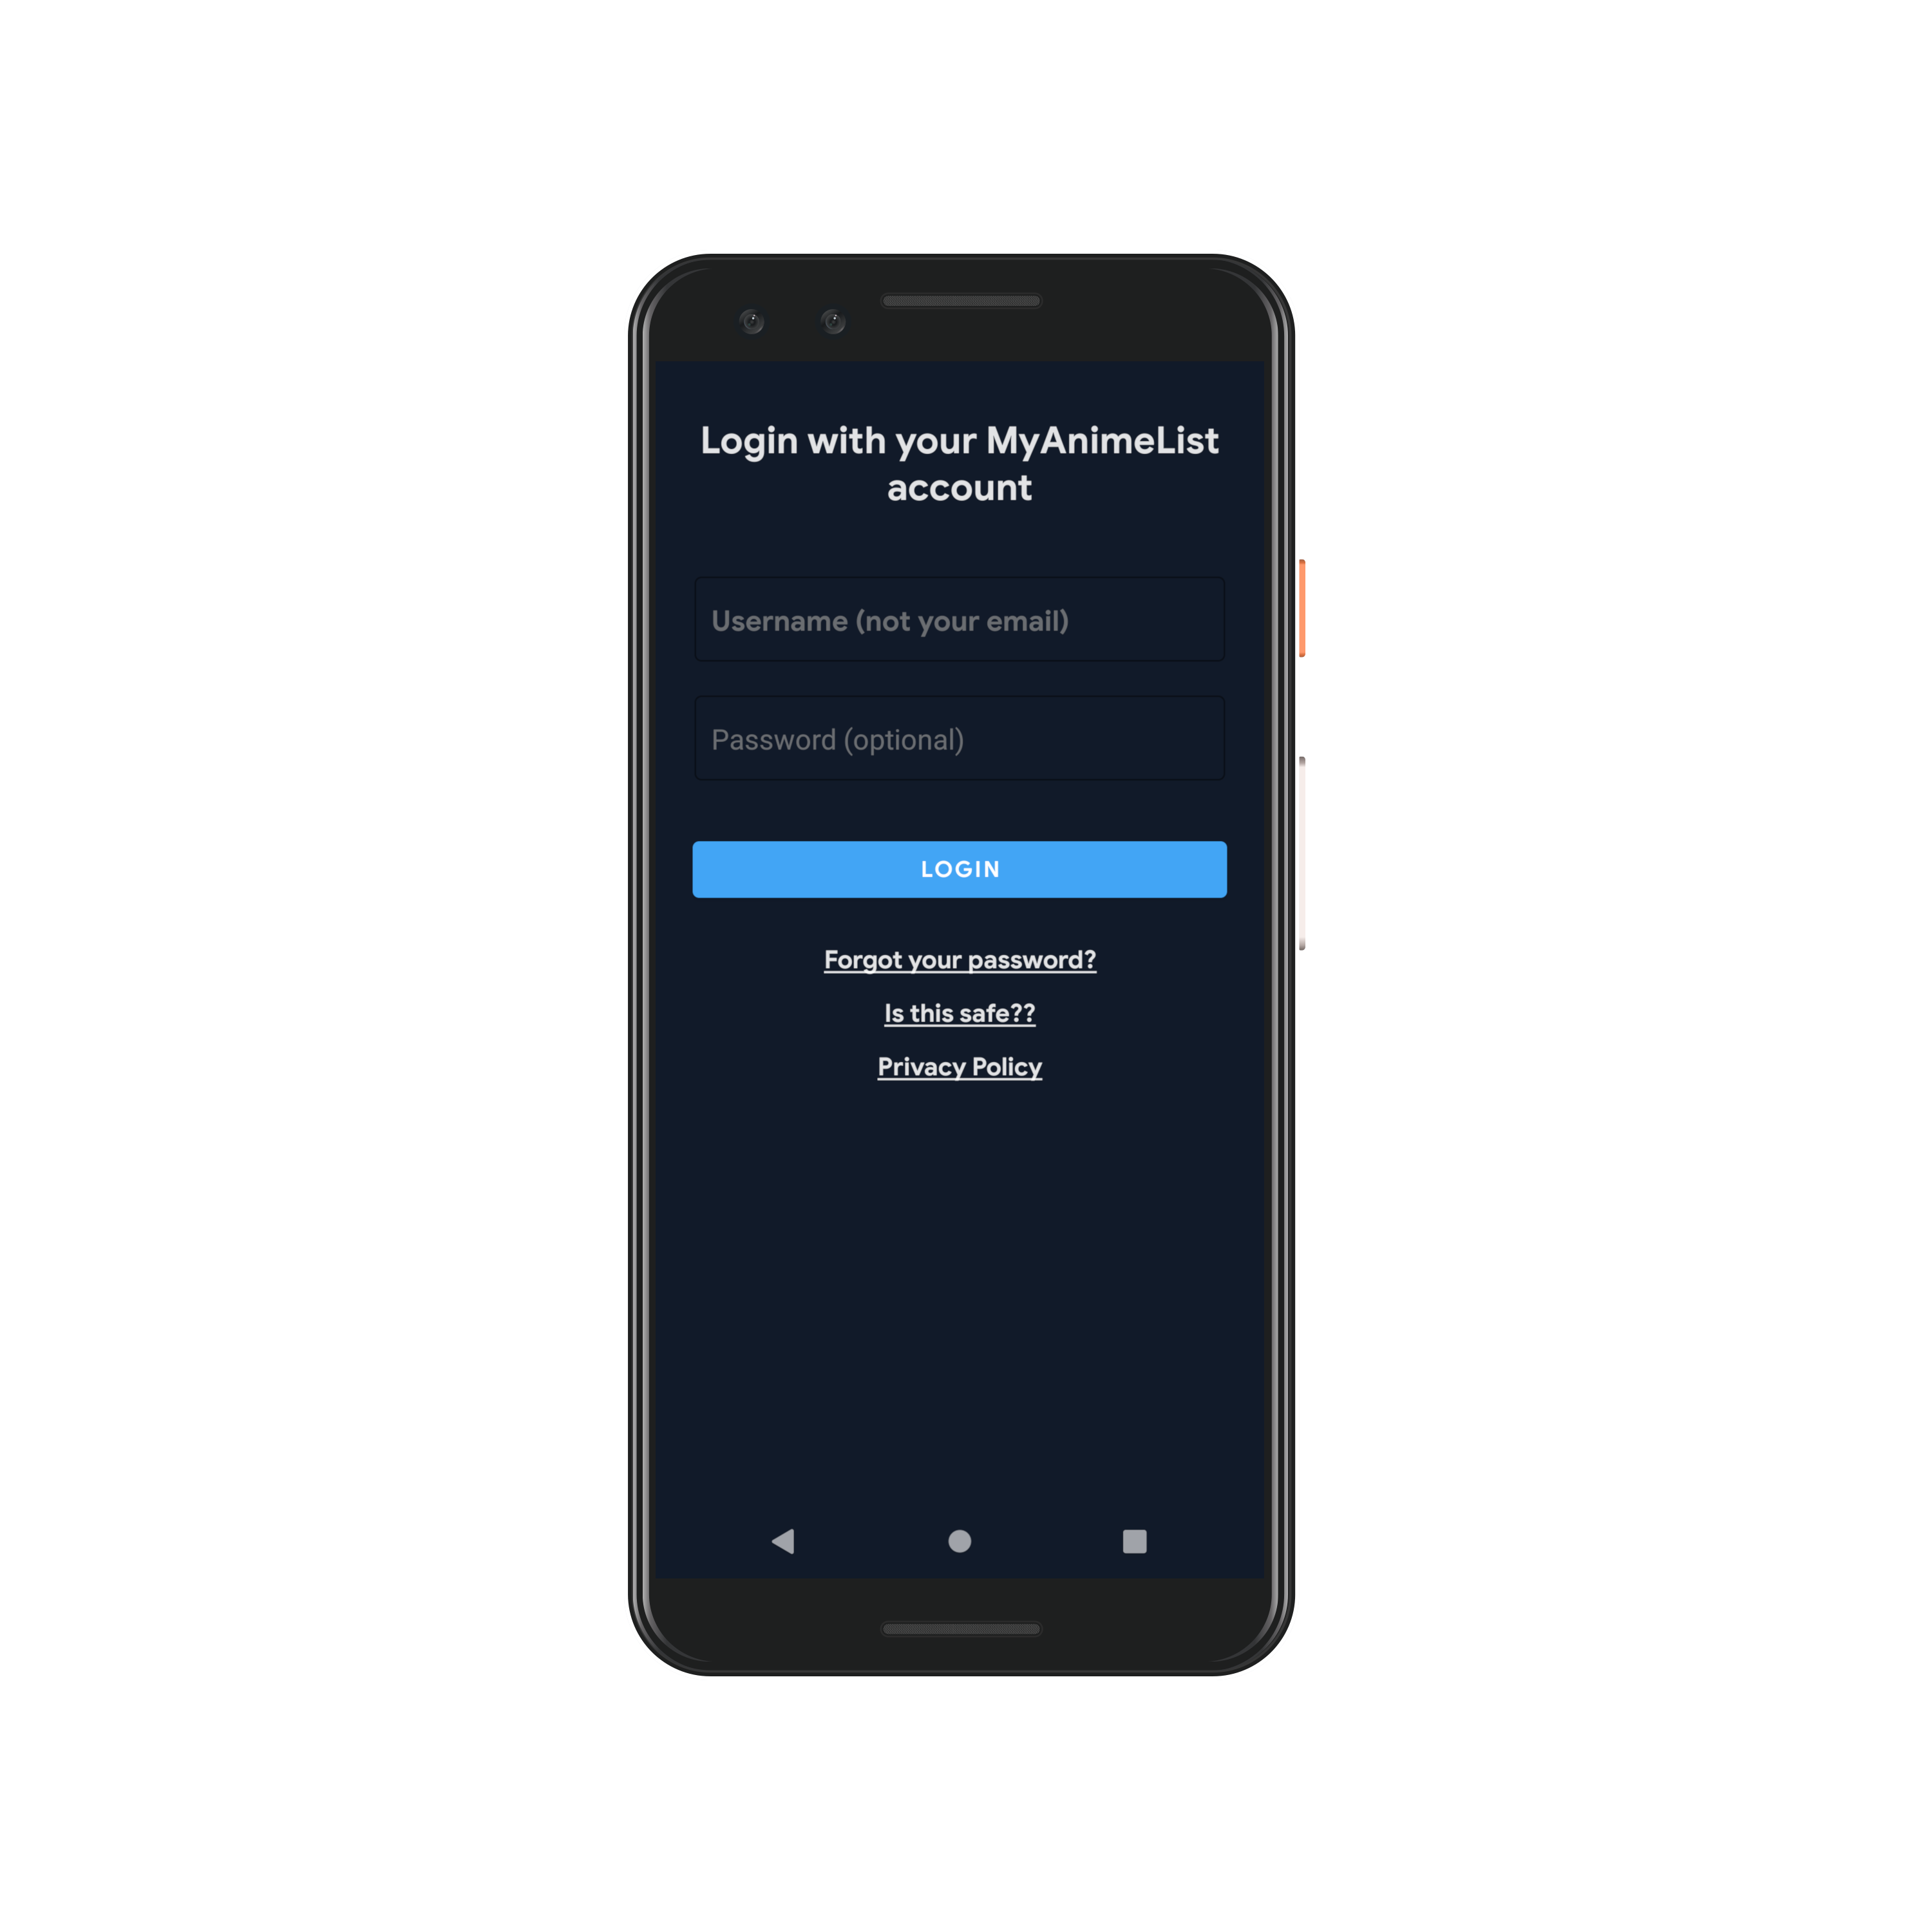 Login with your MyAnimeList
account
Username (not your email)
Password (optional)
LOGIN
Forgot your password?
Is this safe??
Privacy Policy